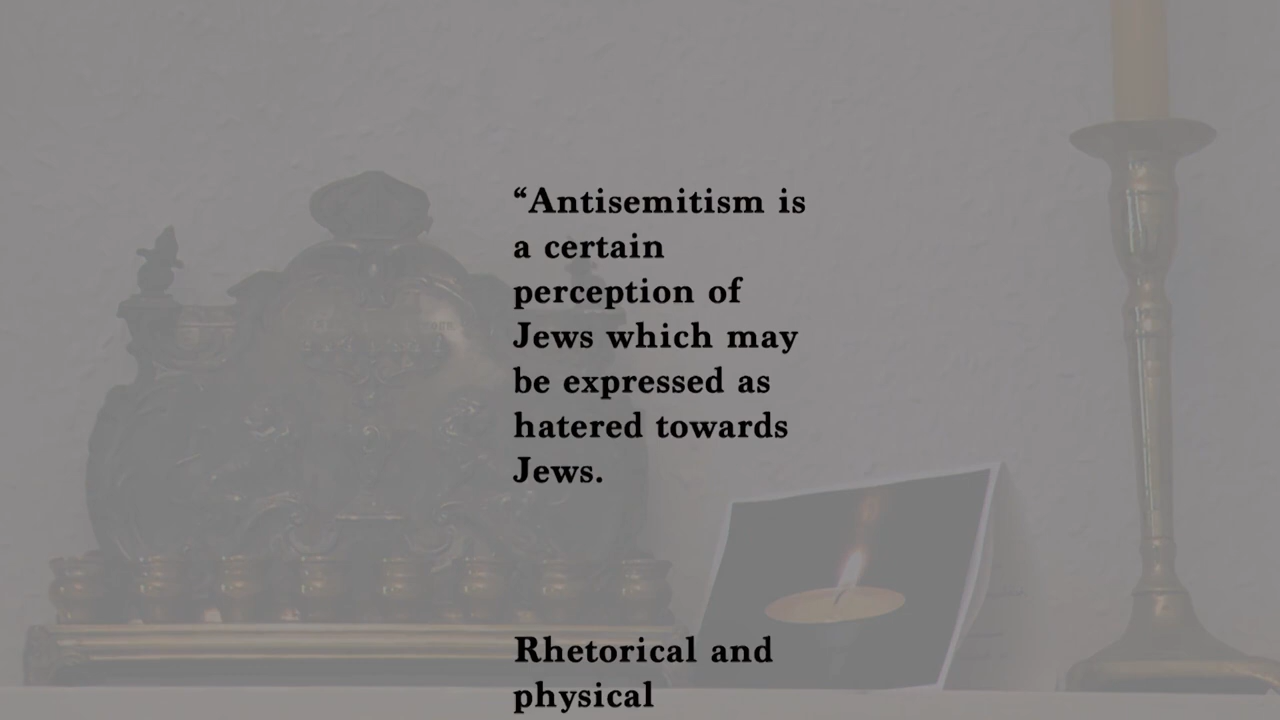 “Antisemitism is
a certain
perception of
Jews which may
be expressed as
hatered towards
Jews.
Rhetorical and
physical